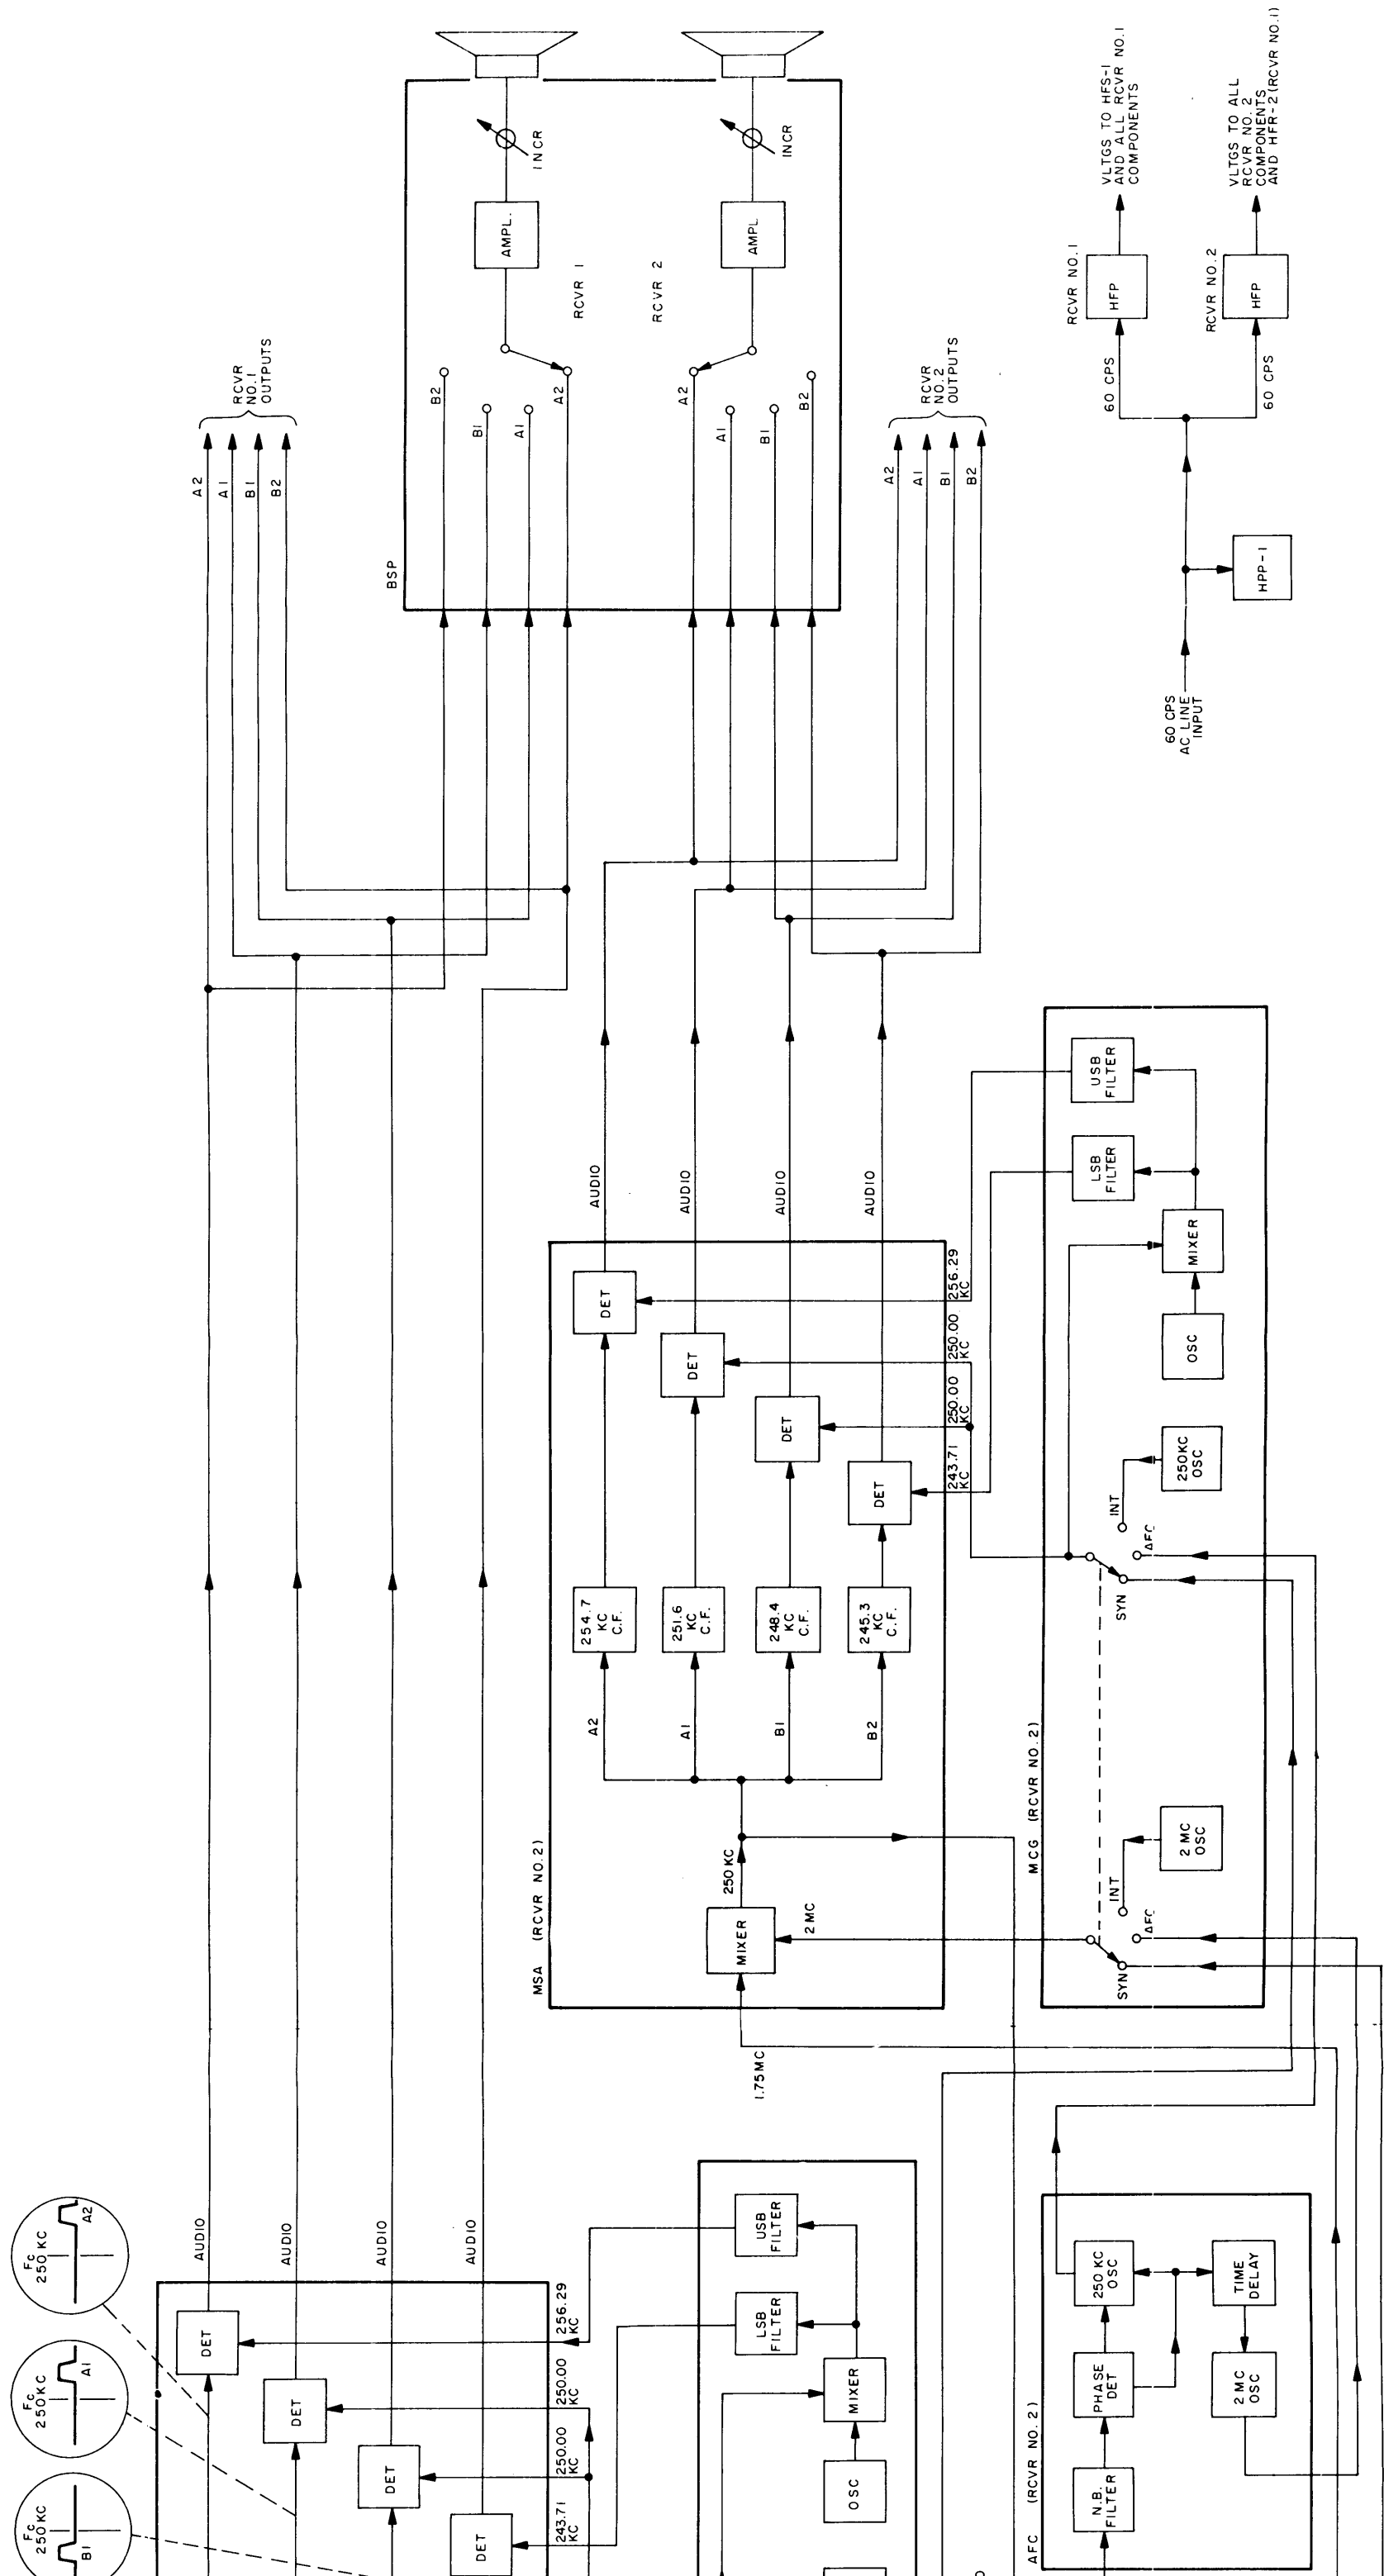 VLTGS TO HFS-1
AND ALL RCVR NO.1
COMPONENTS
VLTGS TO ALL
RCVR NO. 2
COMPONENTS
AND HFR-2(RCVR NO.1)
INCR
INCR
AMPL.
AMPL
RCVR 1
RCVR 2
RCVR NO.1
HFP
RCVR NO. 2
HFP
60 CPS
60 CPS
RCVR
NO.1
OUTPUTS
B2
B1
A1
A2
A2
A1
B1
B2
RCVR
NO.2
OUTPUTS
A2
A1
B1
B2
A2
A1
B1
B2
BSP
HPP-1
60 CPS
AC LINE
INPUT
AUDIO
AUDIO
AUDIO
AUDIO
USB
FILTER
LSB
FILTER
MIXER
OSC
250KC
OSC
INT
AFC
SYN
DET
DET
DET
DET
256.29
KC
250.00
KC
250.00
KC
243.71
KC
254.7
KC
C.F.
251.6
KC
C.F.
248.4
KC
C.F.
245.3
KC
C.F.
A2
A1
B1
B2
MSA (RCVR NO.2)
250 KC
MIXER
2 MC
1.75MC
MCG (RCVR NO.2)
2 MC
OSC
INT
AFC
SYN
FC
250 KC
A2
FC
250KC
A1
FC
250KC
B1
AUDIO
AUDIO
AUDIO
AUDIO
DET
DET
DET
DET
256.29
KC
250.00
KC
250.00
KC
243.71
KC
USB
FILTER
LSB
FILTER
MIXER
OSC
250 KC
OSC
TIME
DELAY
PHASE
DET
2 MC
OSC
N.B.
FILTER
AFC (RCVR NO. 2)